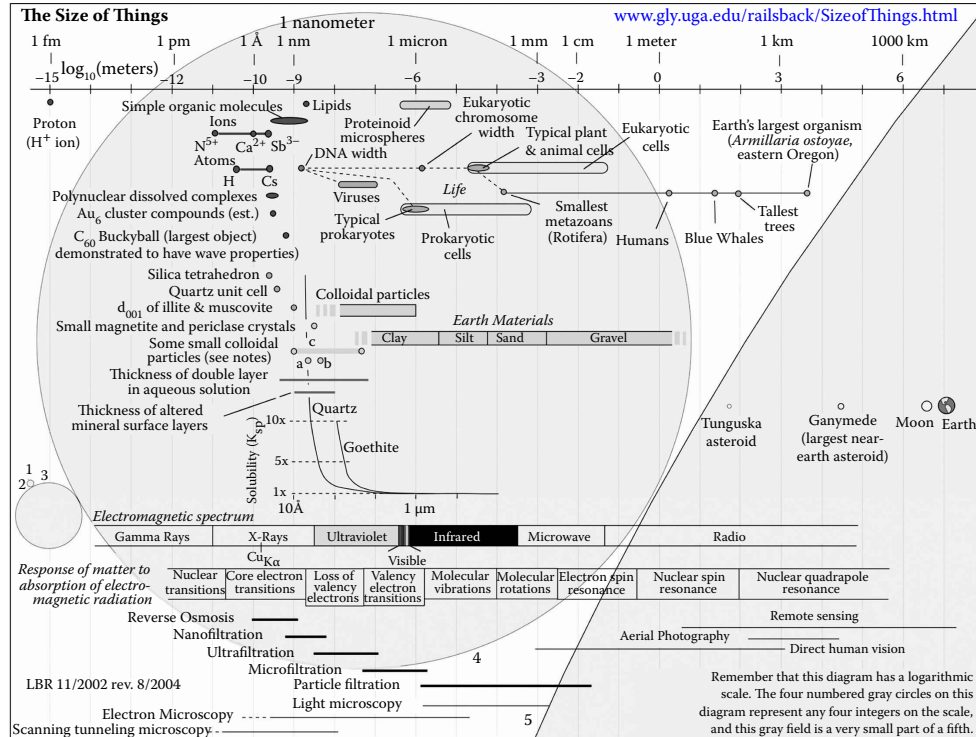 The Size of Things
www.gly.uga.edu/railsback/SizeofThings.html
1 nanometer
1 fm 1 pm 1 Å 1 nm 1 micron 1 mm 1 cm 1 meter 1 km 1000 km
−15 log10(meters) −12 −10 −9 −6 −3 −2 0 3 6
Proton
(H+ ion)
Simple organic molecules
Lipids
Ions
N5+ Ca2+ Sb3−
Atoms
H Cs
DNA width
Proteinoid
microspheres
Eukaryotic
chromosome
width
Typical plant
& animal cells
Eukaryotic
cells
Earth's largest organism
(Armillaria ostoyae,
eastern Oregon)
Polynuclear dissolved complexes
Au6 cluster compounds (est.)
C60 Buckyball (largest object)
demonstrated to have wave properties)
Viruses
Life
Typical
prokaryotes
Prokaryotic
cells
Smallest
metazoans
(Rotifera)
Humans
Blue Whales
Tallest
trees
Silica tetrahedron
Quartz unit cell
d001 of illite & muscovite
Small magnetite and periclase crystals
Some small colloidal
particles (see notes)
c
a b
Colloidal particles
Earth Materials
Clay Silt Sand Gravel
Thickness of double layer
in aqueous solution
Thickness of altered
mineral surface layers
Quartz
Goethite
Solubility (Ksp)
10x
5x
1x
10Å 1 μm
Tunguska
asteroid
Ganymede
(largest near-
earth asteroid)
Moon
Earth
1
2
3
Electromagnetic spectrum
Gamma Rays X-Rays Ultraviolet Infrared Microwave Radio
CuKα
Visible
Response of matter to
absorption of electro-
magnetic radiation
Nuclear
transitions
Core electron
transitions
Loss of
valency
electrons
Valency
electron
transitions
Molecular
vibrations
Molecular
rotations
Electron spin
resonance
Nuclear spin
resonance
Nuclear quadrapole
resonance
Reverse Osmosis
Nanofiltration
Ultrafiltration
Microfiltration
Particle filtration
Light microscopy
Electron Microscopy
Scanning tunneling microscopy
4
5
Remote sensing
Aerial Photography
Direct human vision
LBR 11/2002 rev. 8/2004
Remember that this diagram has a logarithmic
scale. The four numbered gray circles on this
diagram represent any four integers on the scale,
and this gray field is a very small part of a fifth.